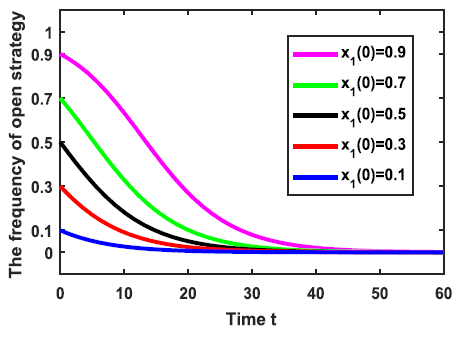 The frequency of open strategy
1
0.9
0.7
0.5
0.3
0.1
0
x₁(0)=0.9
x₁(0)=0.7
x₁(0)=0.5
x₁(0)=0.3
x₁(0)=0.1
0 10 20 30 40 50 60
Time t